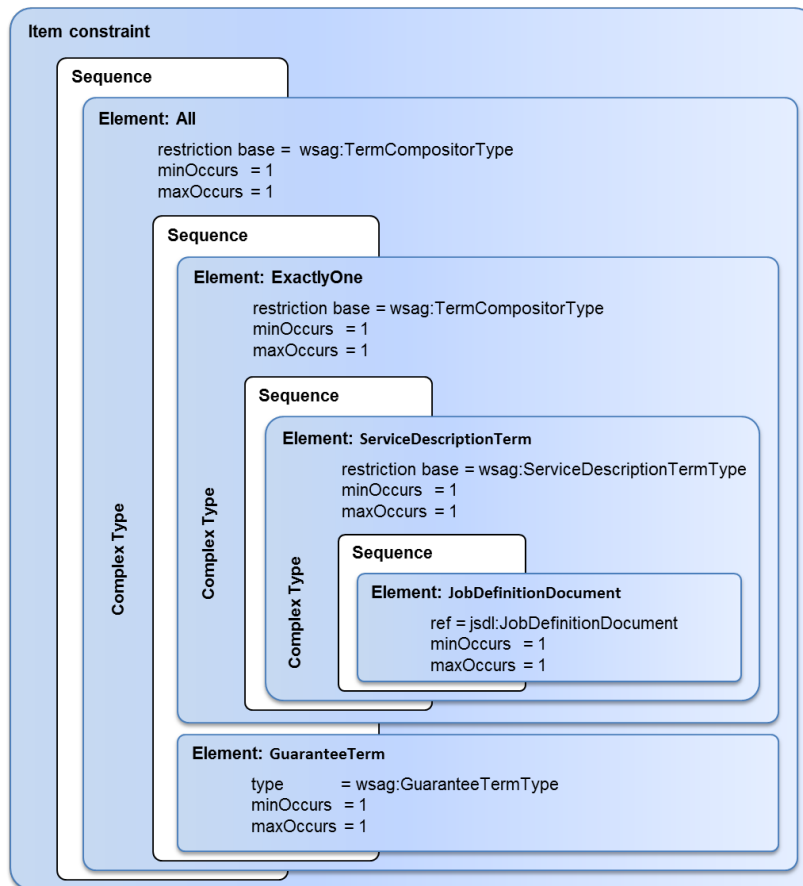 Item constraint
Sequence
Element: All
restriction base = wsag:TermCompositorType
minOccurs = 1
maxOccurs = 1
Sequence
Element: ExactlyOne
restriction base = wsag:TermCompositorType
minOccurs = 1
maxOccurs = 1
Sequence
Element: ServiceDescriptionTerm
restriction base = wsag:ServiceDescriptionTermType
minOccurs = 1
maxOccurs = 1
Complex Type
Complex Type
Complex Type
Sequence
Element: JobDefinitionDocument
ref = jsdl:JobDefinitionDocument
minOccurs = 1
maxOccurs = 1
Element: GuaranteeTerm
type = wsag:GuaranteeTermType
minOccurs = 1
maxOccurs = 1